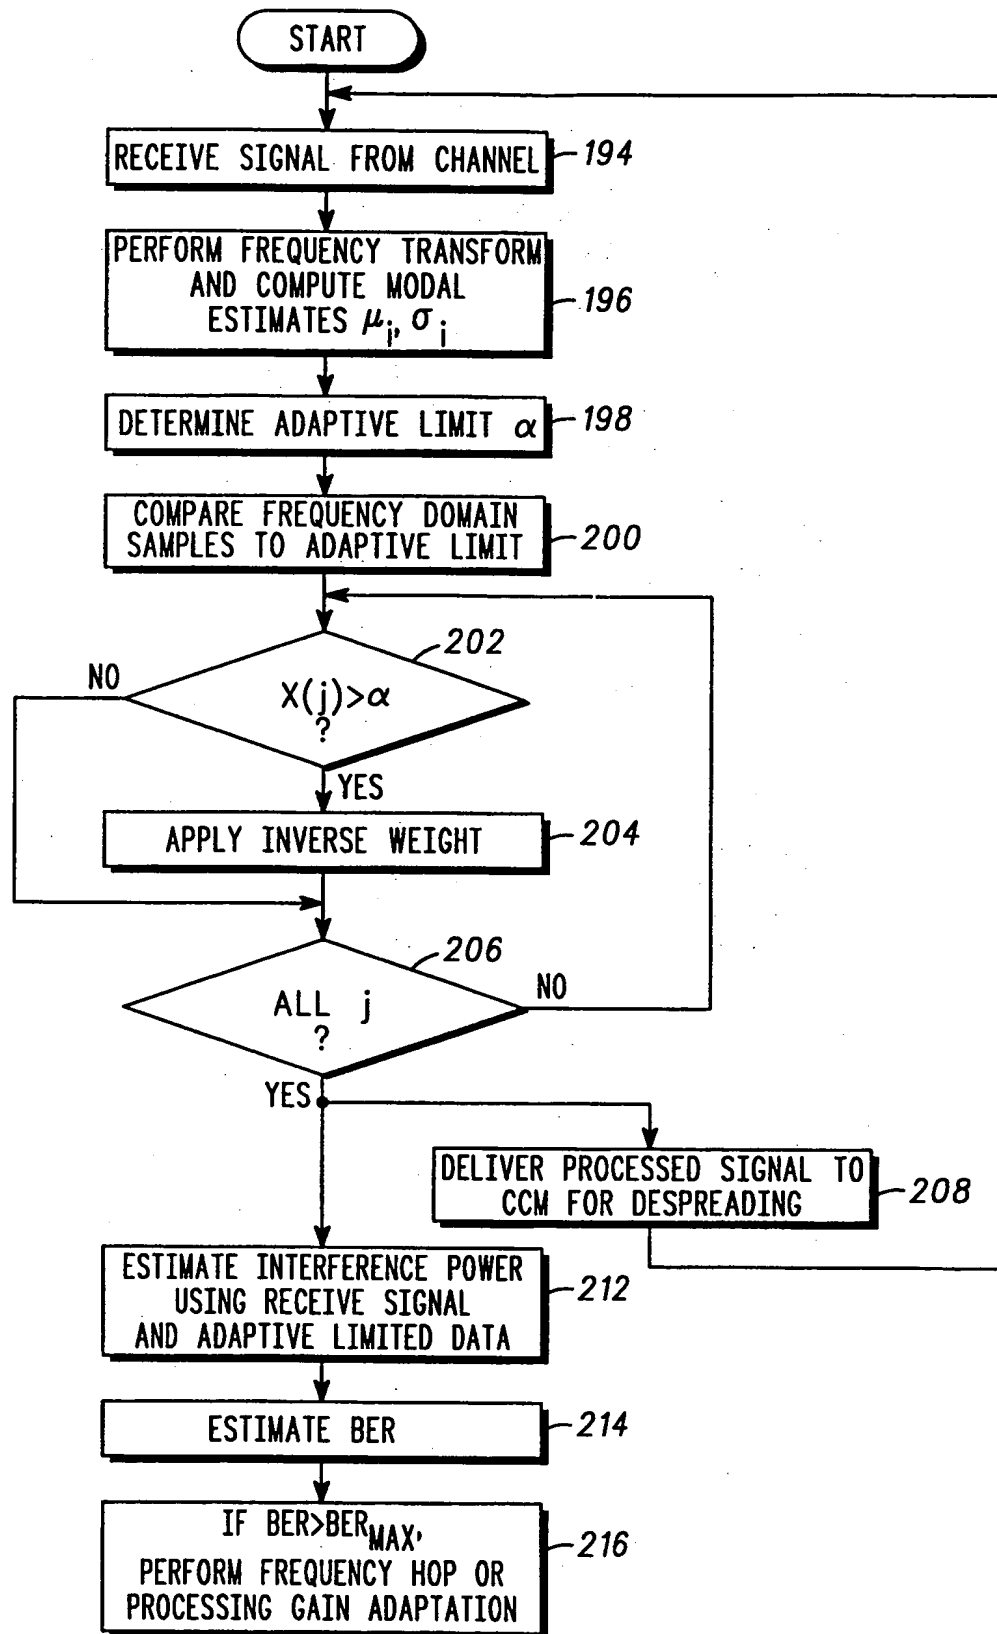 START
RECEIVE SIGNAL FROM CHANNEL
194
PERFORM FREQUENCY TRANSFORM
AND COMPUTE MODAL
ESTIMATES μi, σi
196
DETERMINE ADAPTIVE LIMIT α
198
COMPARE FREQUENCY DOMAIN
SAMPLES TO ADAPTIVE LIMIT
200
202
NO
X(j)>α
?
YES
APPLY INVERSE WEIGHT
204
206
ALL j
?
NO
YES
DELIVER PROCESSED SIGNAL TO
CCM FOR DESPREADING
208
ESTIMATE INTERFERENCE POWER
USING RECEIVE SIGNAL
AND ADAPTIVE LIMITED DATA
212
ESTIMATE BER
214
IF BER>BERMAX,
PERFORM FREQUENCY HOP OR
PROCESSING GAIN ADAPTATION
216